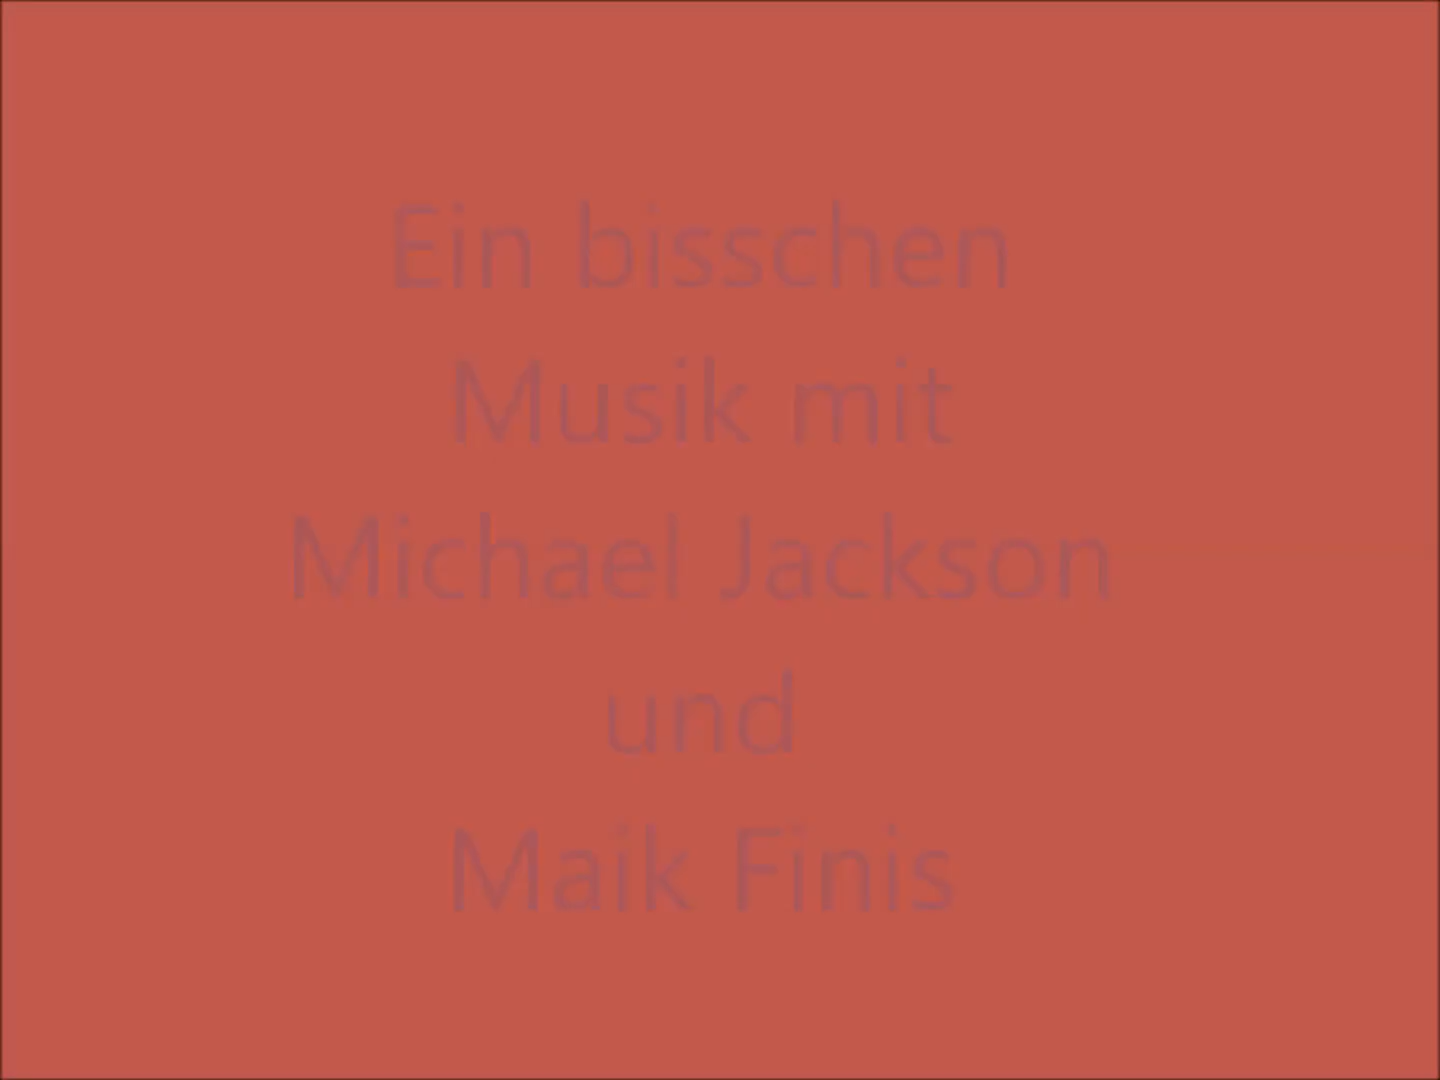 Ein bisschen
Musik mit
Michael Jackson
und
Maik Finis